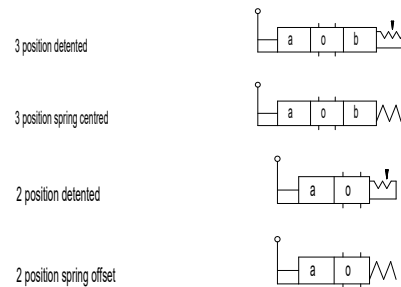 3 position detented a o b
3 position spring centred a o b
2 position detented a o
2 position spring offset a o